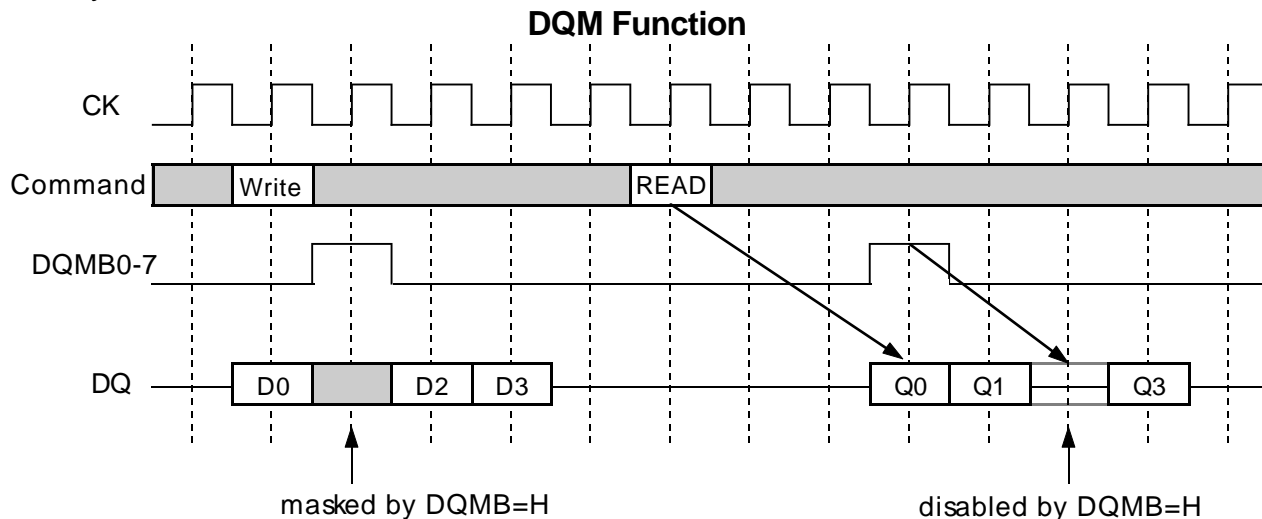 DQM Function
CK
Command Write READ
DQMB0-7
DQ D0 D2 D3 Q0 Q1 Q3
masked by DQMB=H disabled by DQMB=H